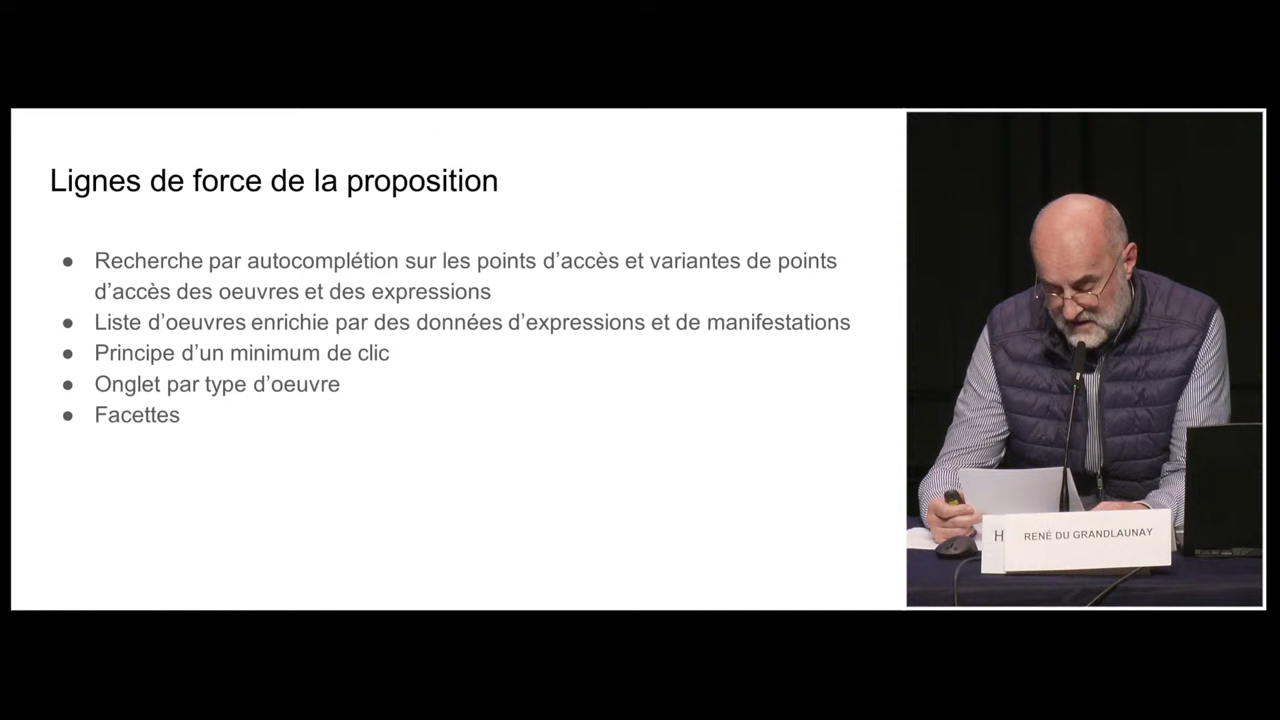 Lignes de force de la proposition
● Recherche par autocomplétion sur les points d'accès et variantes de points
d'accès des oeuvres et des expressions
● Liste d'oeuvres enrichie par des données d'expressions et de manifestations
● Principe d'un minimum de clic
● Onglet par type d'oeuvre
● Facettes
H
RENÉ DU GRANDLAUNAY